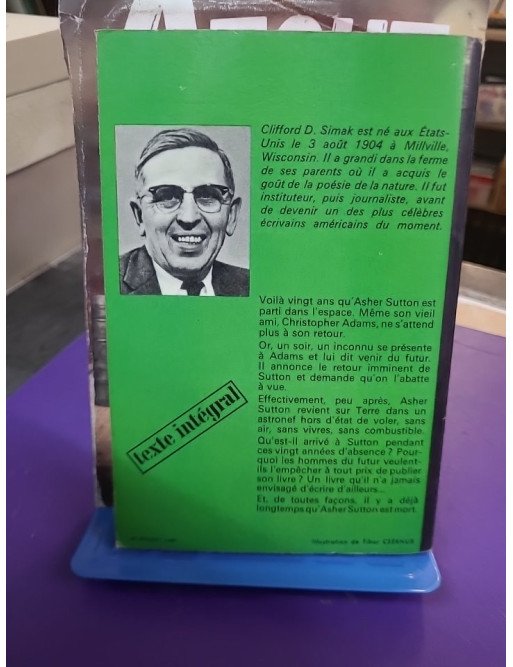 Clifford D. Simak est né aux États-
Unis le 3 août 1904 à Millville,
Wisconsin. Il a grandi dans la ferme
de ses parents où il a acquis le
goût de la poésie de la nature. Il fut
instituteur, puis journaliste, avant
de devenir un des plus célèbres
écrivains américains du moment.
Voilà vingt ans qu'Asher Sutton est
parti dans l'espace. Même son vieil
ami, Christopher Adams, ne s'attend
plus à son retour.
Or, un soir, un inconnu se présente
à Adams et lui dit venir du futur.
Il annonce le retour imminent de
Sutton et demande qu'on l'abatte
à vue.
Effectivement, peu après, Asher
Sutton revient sur Terre dans un
astronef hors d'état de voler, sans
air, sans vivres, sans combustible.
Qu'est-il arrivé à Sutton pendant
ces vingt années d'absence ? Pour-
quoi les hommes du futur veulent-
ils l'empêcher à tout prix de publier
son livre ? Un livre qu'il n'a jamais
envisagé d'écrire d'ailleurs...
Et, de toutes façons, il y a déjà
longtemps qu'Asher Sutton est mort.
texte intégral
Illustration de Tibor CSERNUS